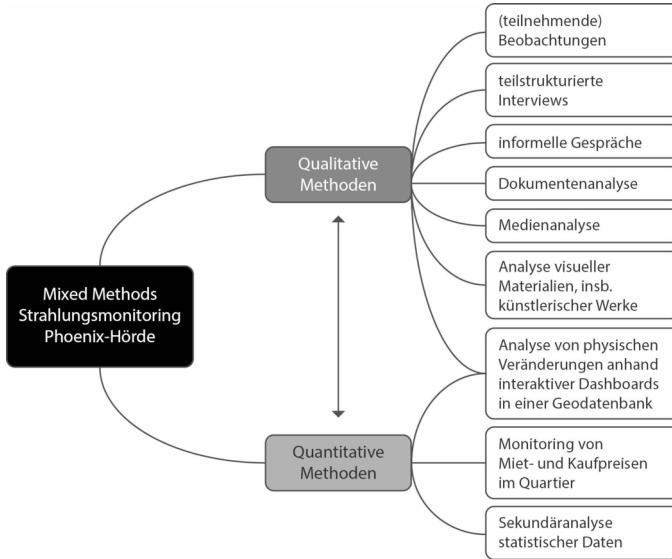 Mixed Methods
Strahlungsmonitoring
Phoenix-Hörde
Qualitative
Methoden
(teilnehmende)
Beobachtungen
teilstrukturierte
Interviews
informelle Gespräche
Dokumentenanalyse
Medienanalyse
Analyse visueller
Materialien, insb.
künstlerischer Werke
Analyse von physischen
Veränderungen anhand
interaktiver Dashboards
in einer Geodatenbank
Quantitative
Methoden
Monitoring von
Miet- und Kaufpreisen
im Quartier
Sekundäranalyse
statistischer Daten